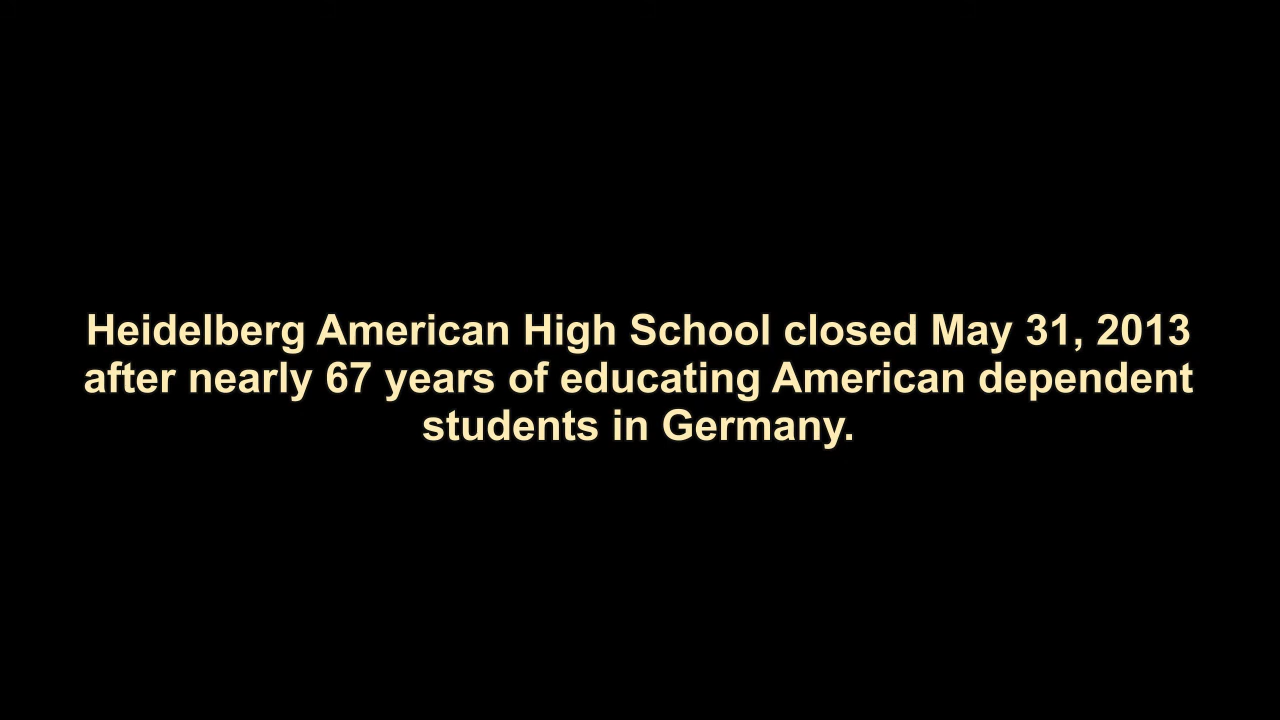 Heidelberg American High School closed May 31, 2013
after nearly 67 years of educating American dependent
students in Germany.